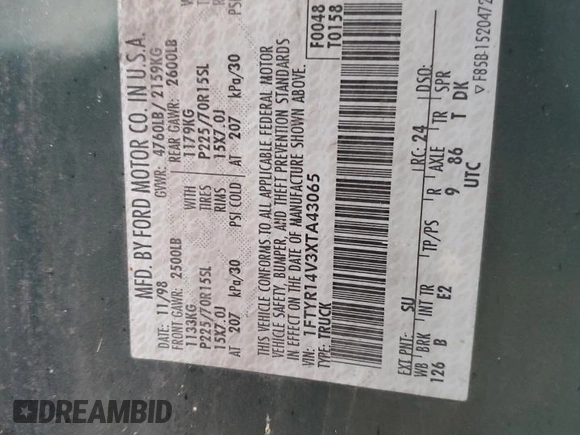 MFD. BY FORD MOTOR CO. IN U.S.A.
DATE: 11/98 GVWR: 4760LB/ 2159KG
FRONT GAWR: 2500LB REAR GAWR: 2600LB
1133KG WITH 1179KG
P225/70R15SL TIRES P225/70R15SL
15X7.0J RIMS 15X7.0J
AT 207 kPa/30 PSI COLD AT 207 kPa/30 PSI
THIS VEHICLE CONFORMS TO ALL APPLICABLE FEDERAL MOTOR
VEHICLE SAFETY, BUMPER, AND THEFT PREVENTION STANDARDS
IN EFFECT ON THE DATE OF MANUFACTURE SHOWN ABOVE.
VIN: 1FTYR14V3XTA43065
TYPE: TRUCK
F0048
T0158
EXT PNT: SU RC: 24 DSO:
WB BRK INT TR TP/PS R AXLE TR SPR
126 B E2 9 86 T DK
UTC
▽ F85B-1520472
DREAMBID